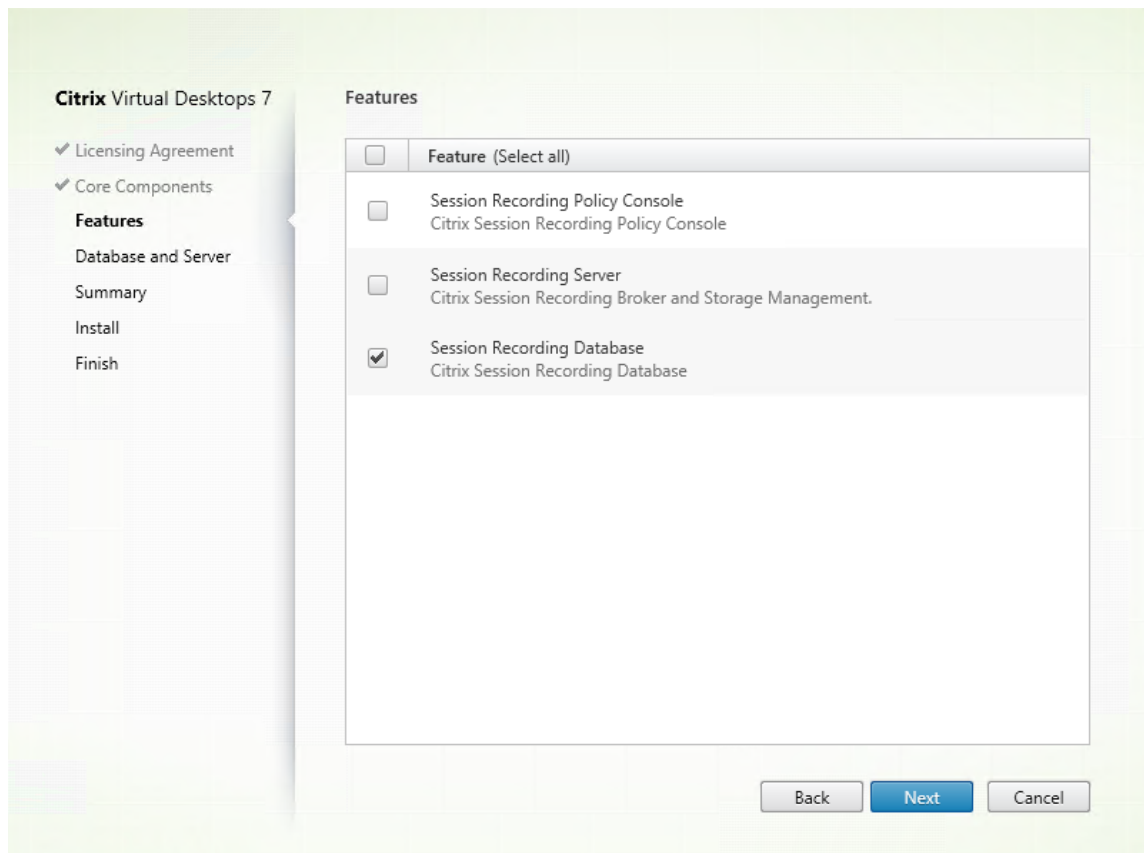 Citrix Virtual Desktops 7
Licensing Agreement
Core Components
Features
Database and Server
Summary
Install
Finish
Features
Feature (Select all)
Session Recording Policy Console
Citrix Session Recording Policy Console
Session Recording Server
Citrix Session Recording Broker and Storage Management.
Session Recording Database
Citrix Session Recording Database
Back
Next
Cancel